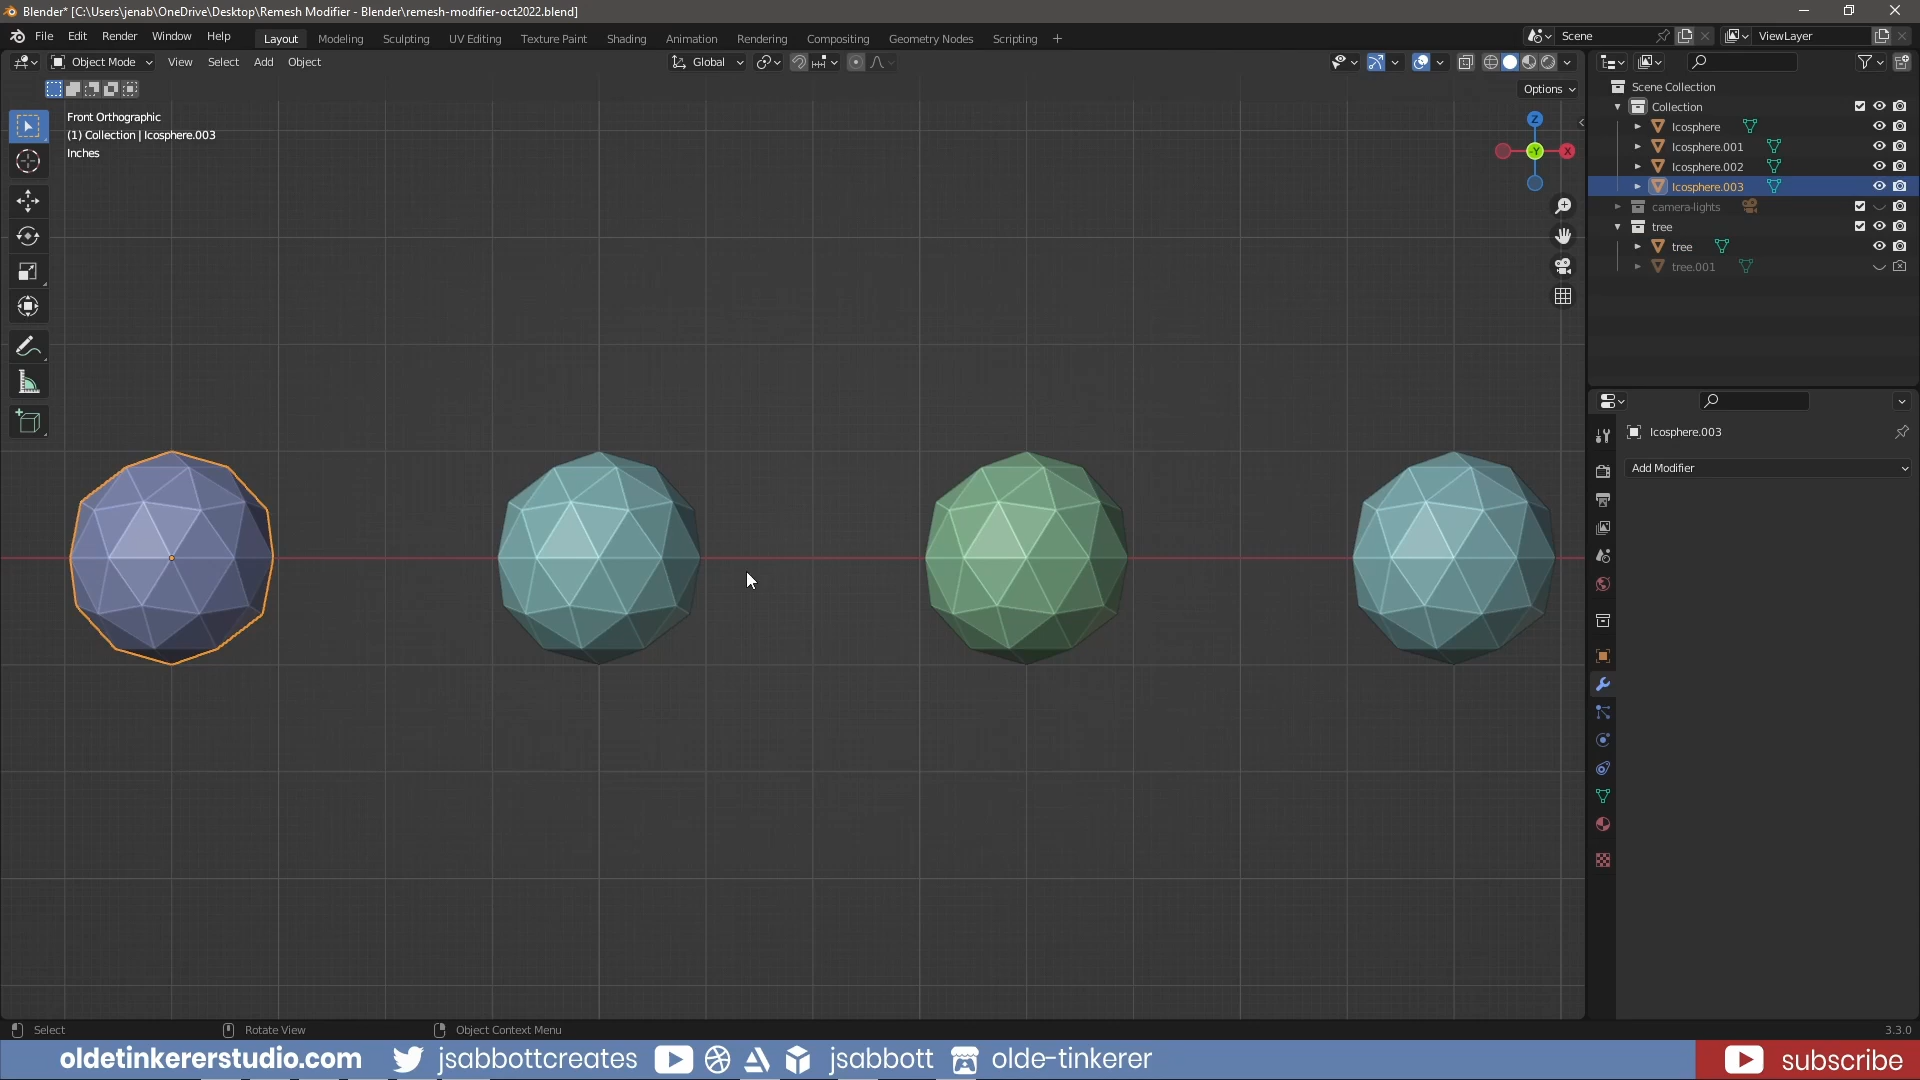 Blender* [C:\Users\jenab\OneDrive\Desktop\Remesh Modifier - Blender\remesh-modifier-oct2022.blend]
File Edit Render Window Help Layout Modeling Sculpting UV Editing Texture Paint Shading Animation Rendering Compositing Geometry Nodes Scripting + Scene ViewLayer
Object Mode View Select Add Object Global
Options
Front Orthographic
(1) Collection | Icosphere.003
Inches
Z
-Y X
Scene Collection
Collection
Icosphere
Icosphere.001
Icosphere.002
Icosphere.003
camera-lights
tree
tree
tree.001
Icosphere.003
Add Modifier
Select Rotate View Object Context Menu 3.3.0
oldetinkererstudio.com jsabbottcreates jsabbott olde-tinkerer subscribe